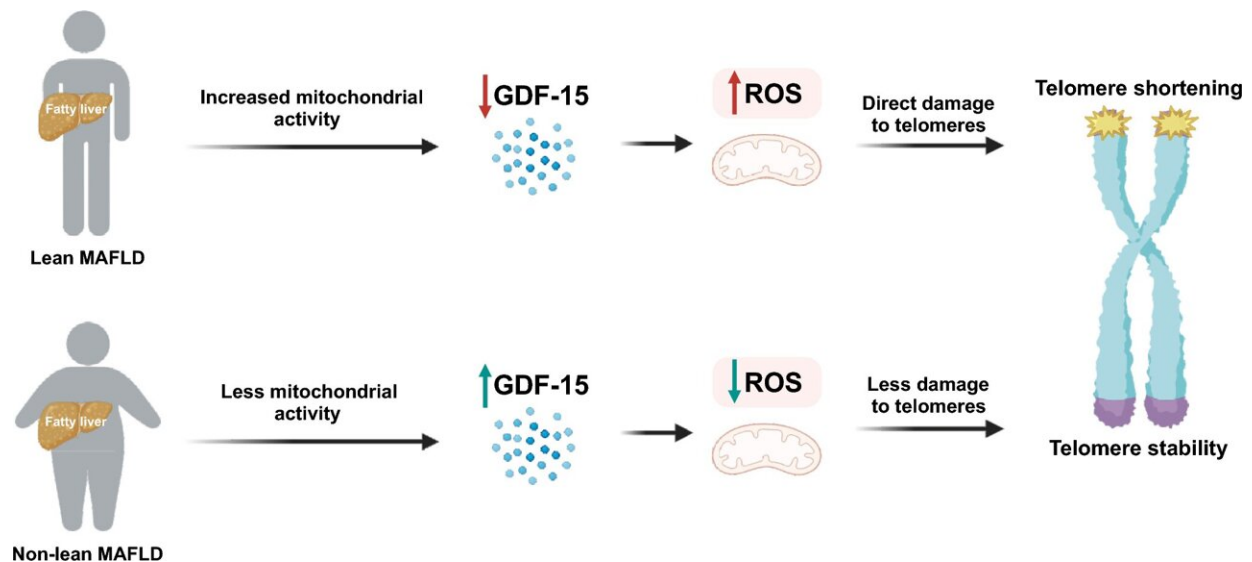 Fatty liver
Lean MAFLD
Increased mitochondrial
activity
GDF-15
ROS
Direct damage
to telomeres
Telomere shortening
Fatty liver
Non-lean MAFLD
Less mitochondrial
activity
GDF-15
ROS
Less damage
to telomeres
Telomere stability